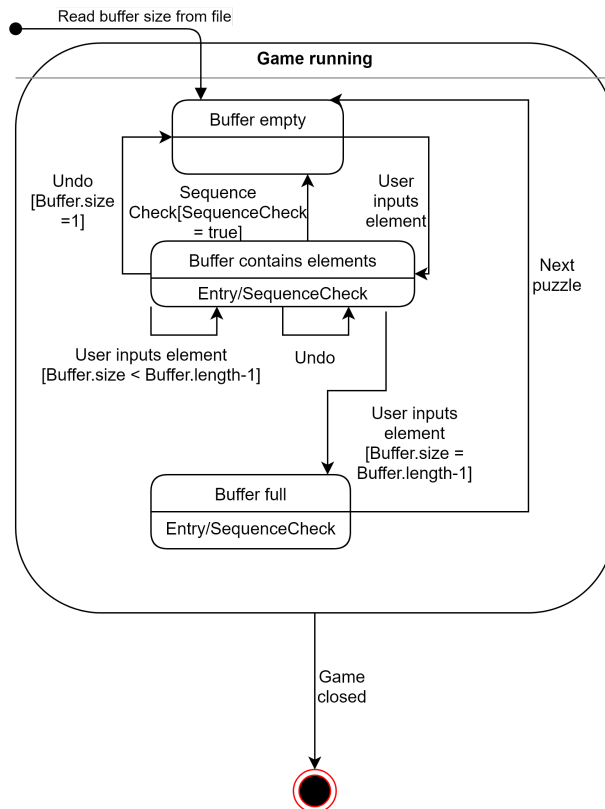 Read buffer size from file
Game running
Buffer empty
Undo
[Buffer.size
=1]
Sequence
Check[SequenceCheck
= true]
User
inputs
element
Buffer contains elements
Entry/SequenceCheck
Next
puzzle
User inputs element
[Buffer.size < Buffer.length-1]
Undo
User inputs
element
[Buffer.size =
Buffer.length-1]
Buffer full
Entry/SequenceCheck
Game
closed